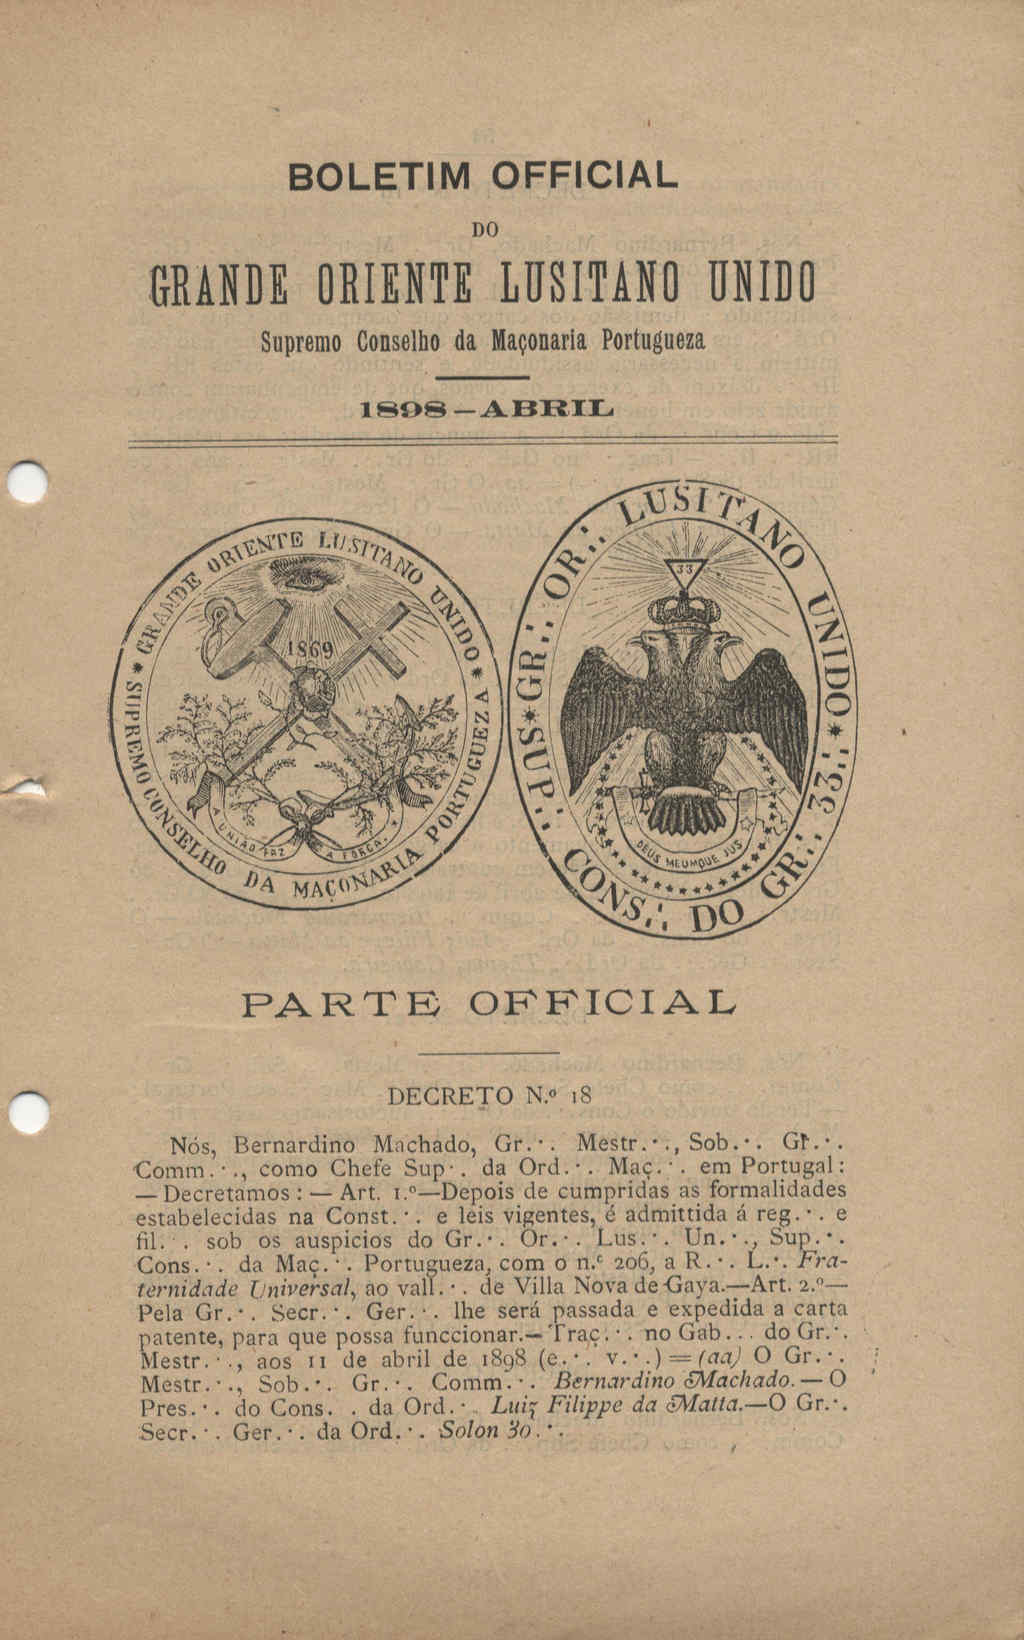 BOLETIM OFFICIAL
DO
GRANDE ORIENTE LUSITANO UNIDO
Supremo Conselho da Maçonaria Portugueza
1898—ABRIL
* GRANDE ORIENTE LUSITANO UNIDO *
SUPREMO CONSELHO DA MAÇONARIA PORTUGUEZA
1869
A UNIÃO FAZ A FORÇA
* GR∴ OR∴ LUSITANO UNIDO *
SUP∴ CONS∴ DO GR∴ 33∴
33
DEUS MEUMQUE JUS
PARTE OFFICIAL
DECRETO N.º 18
Nós, Bernardino Machado, Gr.·. Mestr.·., Sob.·. Gr.·.
Comm.·., como Chefe Sup·. da Ord.·. Maç.·. em Portugal:
— Decretamos: — Art. 1.º—Depois de cumpridas as formalidades
estabelecidas na Const.·. e leis vigentes, é admittida á reg.·. e
fil.·. sob os auspicios do Gr.·. Or.·. Lus.·. Un.·., Sup.·.
Cons.·. da Maç.·. Portugueza, com o n.º 206, a R.·. L.·. Fra-
ternidade Universal, ao vall.·. de Villa Nova de Gaya.—Art. 2.º—
Pela Gr.·. Secr.·. Ger.·. lhe será passada e expedida a carta
patente, para que possa funccionar.—Traç.·. no Gab... do Gr.·.
Mestr.·., aos 11 de abril de 1898 (e.·. v.·.) = (aa) O Gr.·.
Mestr.·., Sob.·. Gr.·. Comm.·. Bernardino Machado. — O
Pres.·. do Cons. . da Ord.·. Luiz Filippe da Matta.—O Gr.·.
Secr.·. Ger.·. da Ord.·. Solon 30.·.